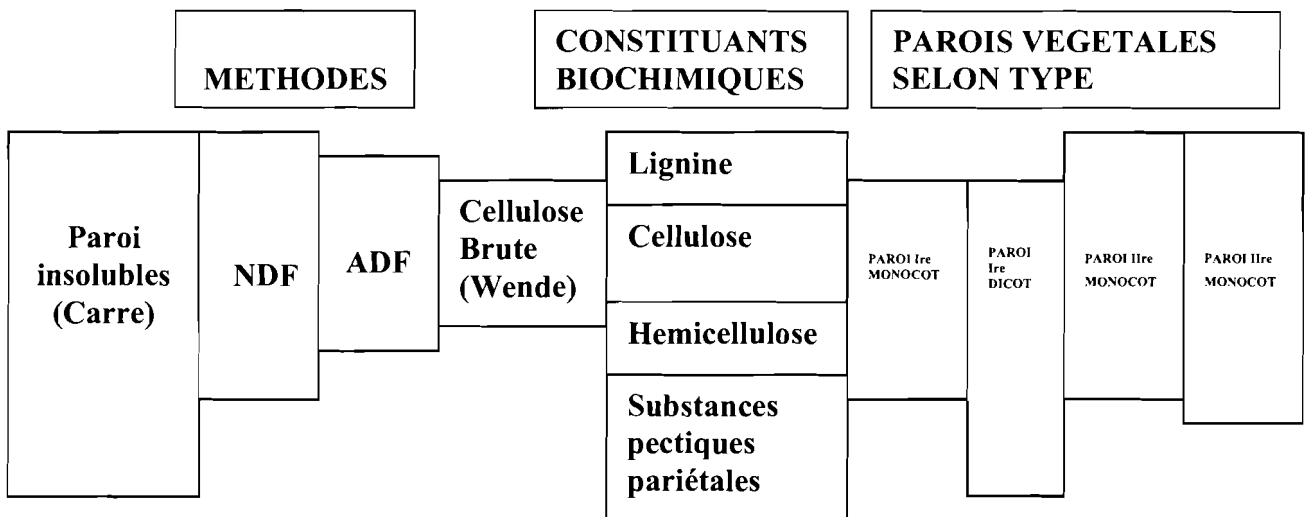 METHODES
CONSTITUANTS
BIOCHIMIQUES
PAROIS VEGETALES
SELON TYPE
Paroi
insolubles
(Carre)
NDF
ADF
Cellulose
Brute
(Wende)
Lignine
Cellulose
Hemicellulose
Substances
pectiques
pariétales
PAROI Ire
MONOCOT
PAROI
Ire
DICOT
PAROI IIre
MONOCOT
PAROI IIre
MONOCOT